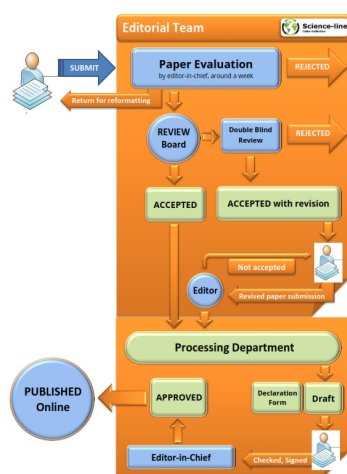 Editorial Team
Science-line
Online Publication
SUBMIT
Paper Evaluation
by editor-in-chief, around a week
REJECTED
Return for reformatting
REVIEW
Board
Double Blind
Review
REJECTED
ACCEPTED
ACCEPTED with revision
Not accepted
Editor
Revised paper submission
Processing Department
PUBLISHED
Online
APPROVED
Declaration
Form
Draft
Editor-in-Chief
Checked, Signed